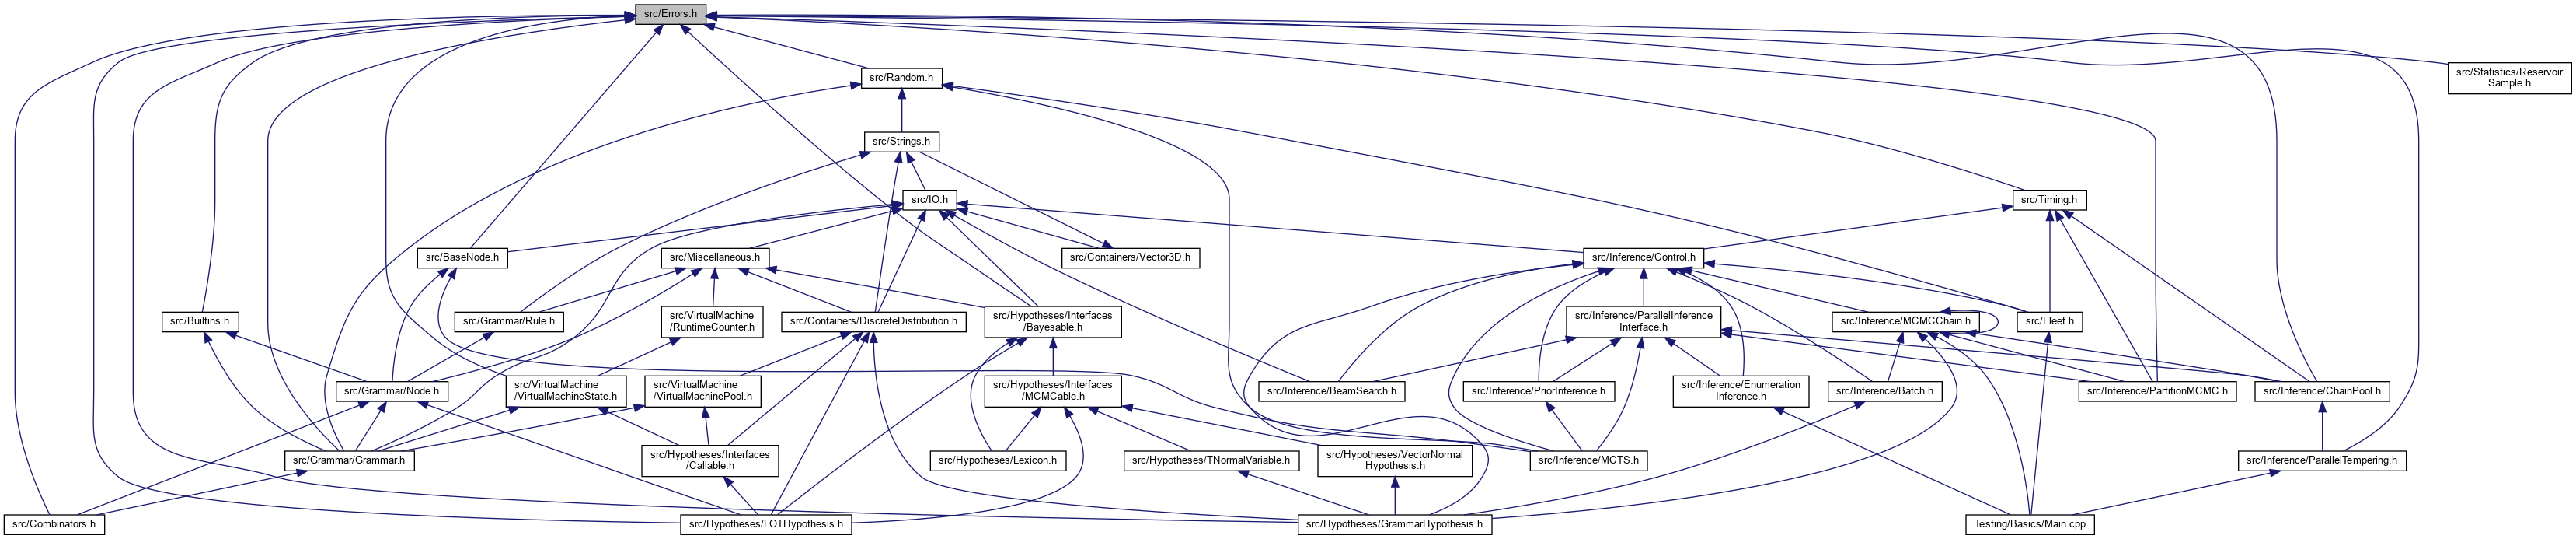 src/Errors.h
src/Random.h
src/Statistics/Reservoir
Sample.h
src/Strings.h
src/IO.h
src/Timing.h
src/BaseNode.h
src/Miscellaneous.h
src/Containers/Vector3D.h
src/Inference/Control.h
src/Builtins.h
src/Grammar/Rule.h
src/VirtualMachine
/RuntimeCounter.h
src/Containers/DiscreteDistribution.h
src/Hypotheses/Interfaces
/Bayesable.h
src/Inference/ParallelInference
Interface.h
src/Inference/MCMCChain.h
src/Fleet.h
src/Grammar/Node.h
src/VirtualMachine
/VirtualMachineState.h
src/VirtualMachine
/VirtualMachinePool.h
src/Hypotheses/Interfaces
/MCMCable.h
src/Inference/BeamSearch.h
src/Inference/PriorInference.h
src/Inference/Enumeration
Inference.h
src/Inference/Batch.h
src/Inference/PartitionMCMC.h
src/Inference/ChainPool.h
src/Grammar/Grammar.h
src/Hypotheses/Interfaces
/Callable.h
src/Hypotheses/Lexicon.h
src/Hypotheses/TNormalVariable.h
src/Hypotheses/VectorNormal
Hypothesis.h
src/Inference/MCTS.h
src/Inference/ParallelTempering.h
src/Combinators.h
src/Hypotheses/LOTHypothesis.h
src/Hypotheses/GrammarHypothesis.h
Testing/Basics/Main.cpp